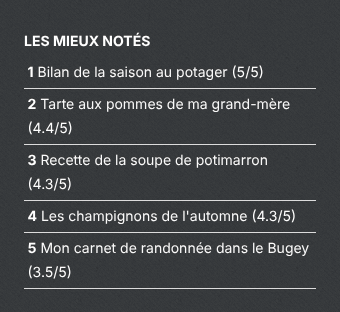 LES MIEUX NOTÉS
1 Bilan de la saison au potager (5/5)
2 Tarte aux pommes de ma grand-mère
(4.4/5)
3 Recette de la soupe de potimarron
(4.3/5)
4 Les champignons de l'automne (4.3/5)
5 Mon carnet de randonnée dans le Bugey
(3.5/5)